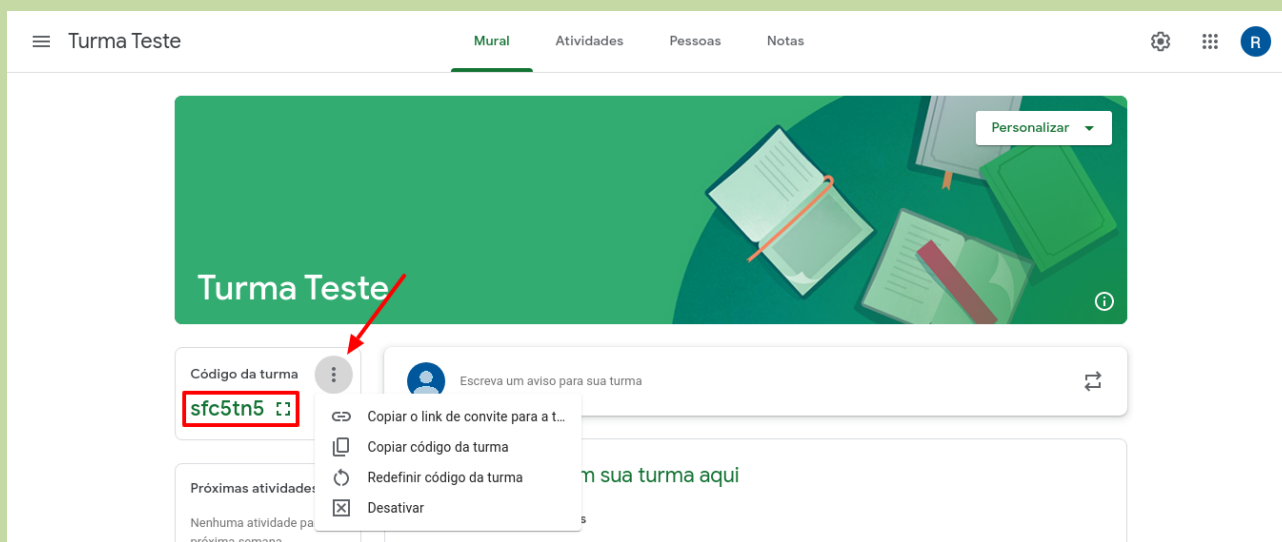 Turma Teste
Mural Atividades Pessoas Notas
R
Personalizar
Turma Teste
Código da turma
sfc5tn5
Escreva um aviso para sua turma
Copiar o link de convite para a t...
Copiar código da turma
Redefinir código da turma
Desativar
sua turma aqui
Próximas atividades
Nenhuma atividade pa
próxima semana